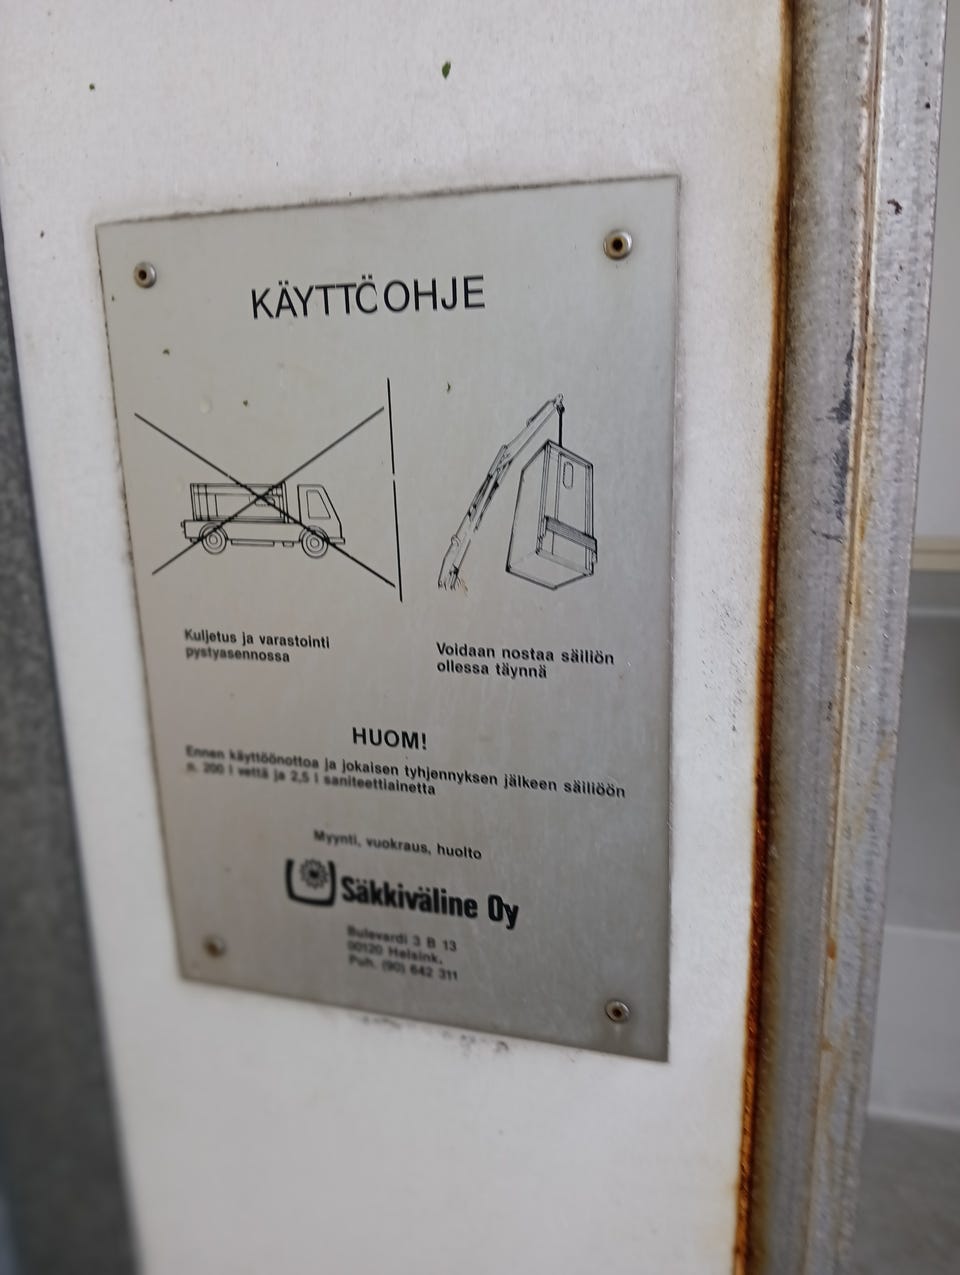 KÄYTTÖOHJE
Kuljetus ja varastointi
pystyasennossa
Voidaan nostaa säiliön
ollessa täynnä
HUOM!
Ennen käyttöönottoa ja jokaisen tyhjennyksen jälkeen säiliöön
n. 200 l vettä ja 2,5 l saniteettiainetta
Myynti, vuokraus, huolto
Säkkiväline Oy
Bulevardi 3 B 13
00120 Helsink.
Puh. (90) 642 311